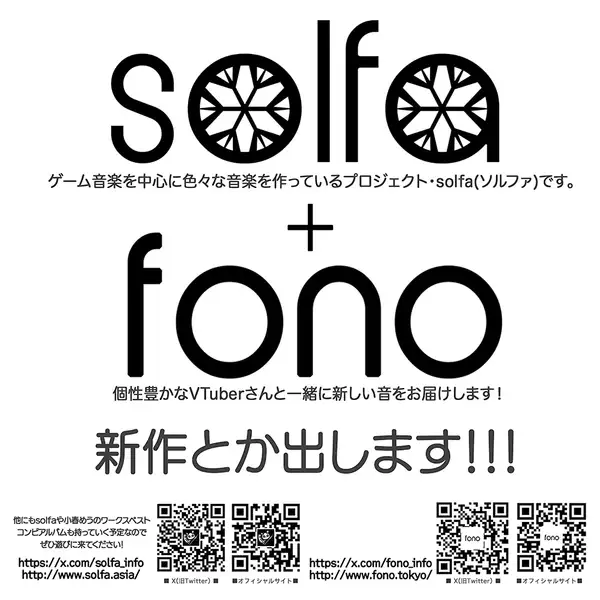 solfa
ゲーム音楽を中心に色々な音楽を作っているプロジェクト・solfa(ソルファ)です。
+
fono
個性豊かなVTuberさんと一緒に新しい音をお届けします!
新作とか出します!!!
他にもsolfaや小春めうのワークスベスト
コンピアルバムも持っていく予定なので
ぜひ遊びに来てください!
https://x.com/solfa_info
http://www.solfa.asia/
■ X(旧Twitter) ■
■オフィシャルサイト■
https://x.com/fono_info
http://www.fono.tokyo/
fono
■ X(旧Twitter) ■
fono
■オフィシャルサイト■